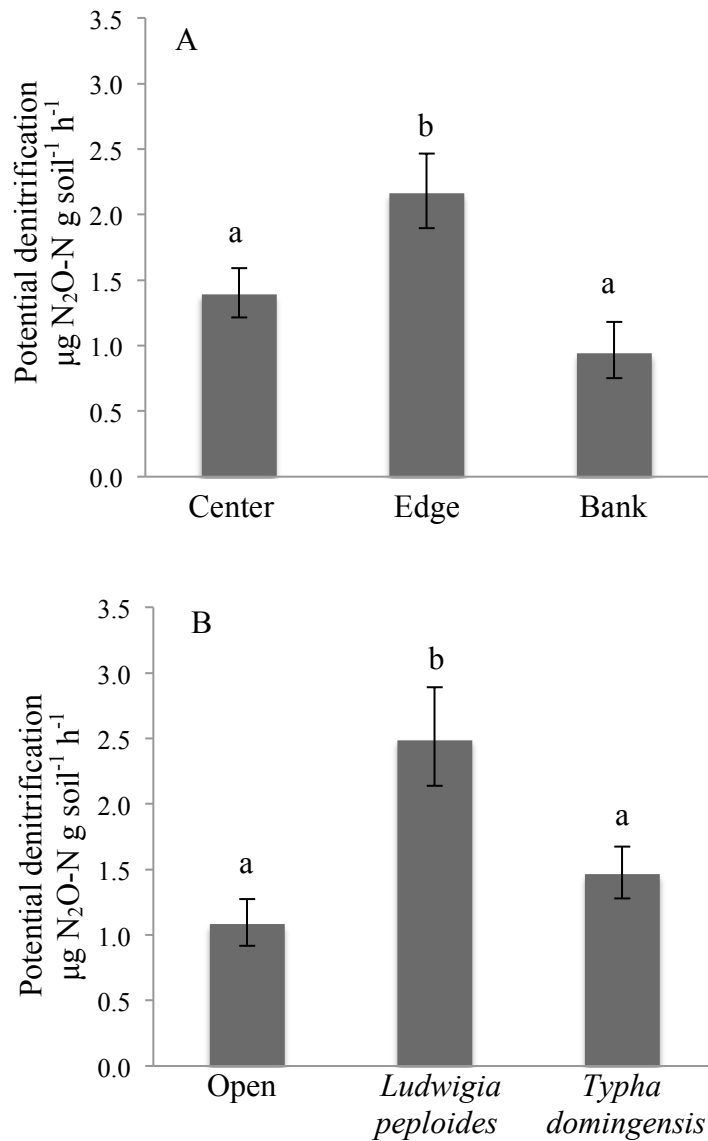 A
Potential denitrification
µg N₂O-N g soil⁻¹ h⁻¹
3.5
3.0
2.5
2.0
1.5
1.0
0.5
0.0
a
b
a
Center Edge Bank
B
Potential denitrification
µg N₂O-N g soil⁻¹ h⁻¹
3.5
3.0
2.5
2.0
1.5
1.0
0.5
0.0
a
b
a
Open Ludwigia Typha
peploides domingensis